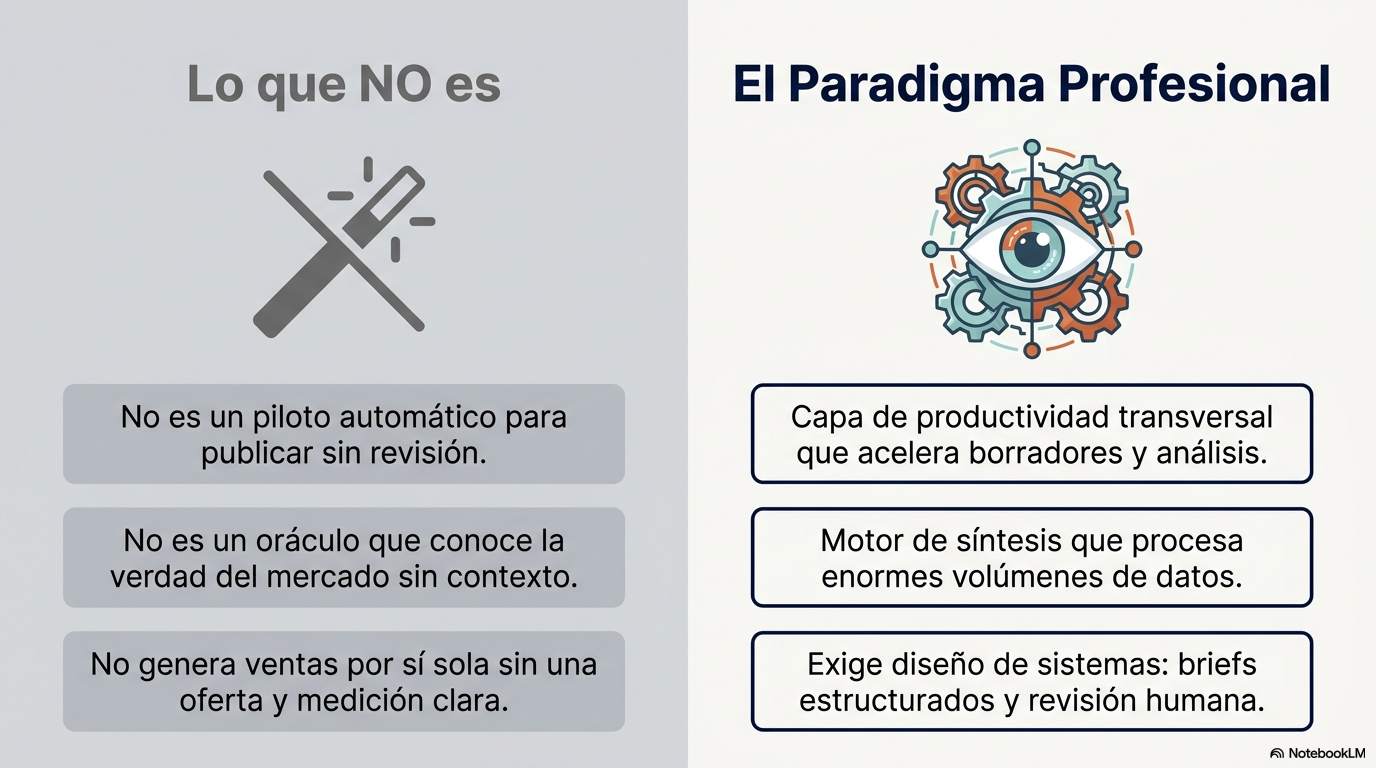 Lo que NO es
No es un piloto automático para
publicar sin revisión.
No es un oráculo que conoce la
verdad del mercado sin contexto.
No genera ventas por sí sola sin una
oferta y medición clara.
El Paradigma Profesional
Capa de productividad transversal
que acelera borradores y análisis.
Motor de síntesis que procesa
enormes volúmenes de datos.
Exige diseño de sistemas: briefs
estructurados y revisión humana.
NotebookLM